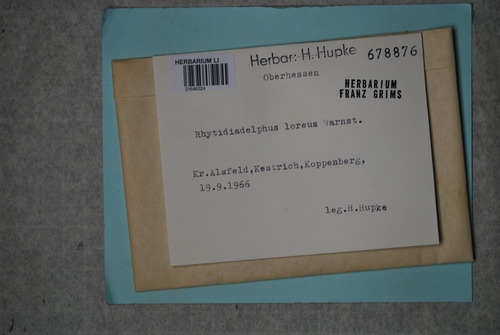 HERBARIUM LI
Herbar: H. Hupke 678876
Oberhessen
HERBARIUM
FRANZ GRIMS
Rhytidiadelphus loreus Warnst.
Kr.Alsfeld,Kestrich,Koppenberg,
19.9.1966
leg.H.Hupke